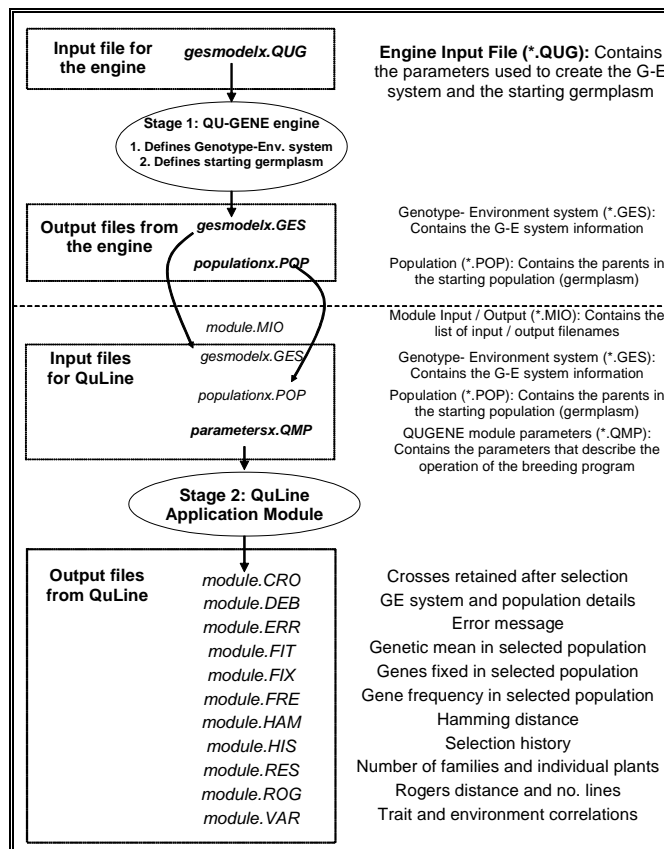 Input file for
the engine
gesmodelx.QUG
Engine Input File (*.QUG): Contains
the parameters used to create the G-E
system and the starting germplasm
Stage 1: QU-GENE engine
1. Defines Genotype-Env. system
2. Defines starting germplasm
Output files from
the engine
gesmodelx.GES
Genotype- Environment system (*.GES):
Contains the G-E system information
populationx.POP
Population (*.POP): Contains the parents in
the starting population (germplasm)
module.MIO
Module Input / Output (*.MIO): Contains the
list of input / output filenames
Input files
for QuLine
gesmodelx.GES
Genotype- Environment system (*.GES):
Contains the G-E system information
populationx.POP
Population (*.POP): Contains the parents in
the starting population (germplasm)
parametersx.QMP
QUGENE module parameters (*.QMP):
Contains the parameters that describe the
operation of the breeding program
Stage 2: QuLine
Application Module
Output files
from QuLine
module.CRO Crosses retained after selection
module.DEB GE system and population details
module.ERR Error message
module.FIT Genetic mean in selected population
module.FIX Genes fixed in selected population
module.FRE Gene frequency in selected population
module.HAM Hamming distance
module.HIS Selection history
module.RES Number of families and individual plants
module.ROG Rogers distance and no. lines
module.VAR Trait and environment correlations